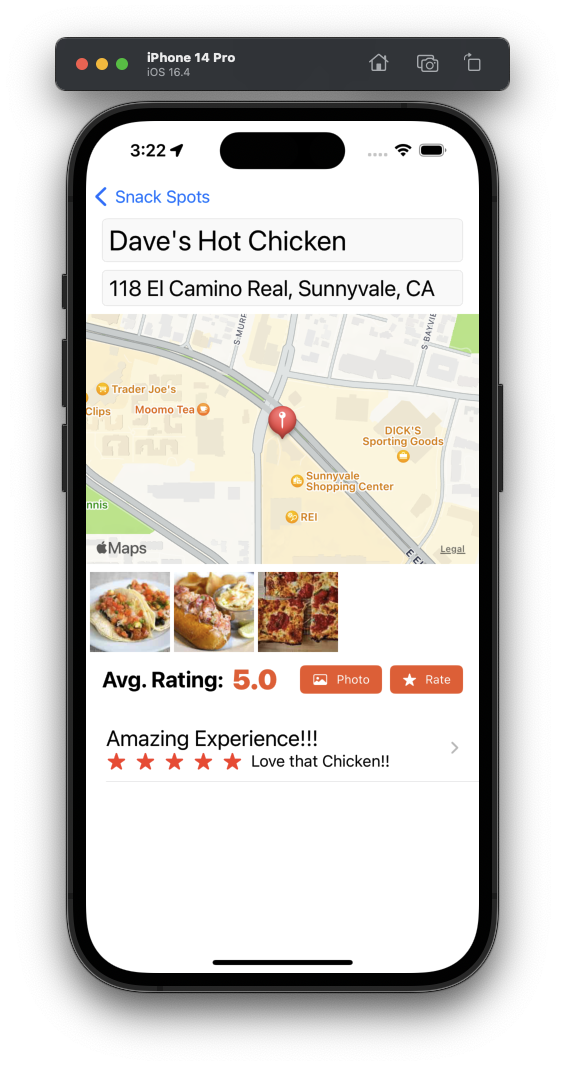 iPhone 14 Pro
iOS 16.4
3:22
Snack Spots
Dave's Hot Chicken
118 El Camino Real, Sunnyvale, CA
S MURP
S BAYVIE
Trader Joe's
Clips
Moomo Tea
DICK'S
Sporting Goods
Sunnyvale
Shopping Center
nnis
REI
Maps
Legal
E El
Avg. Rating: 5.0
Photo
Rate
Amazing Experience!!!
Love that Chicken!!